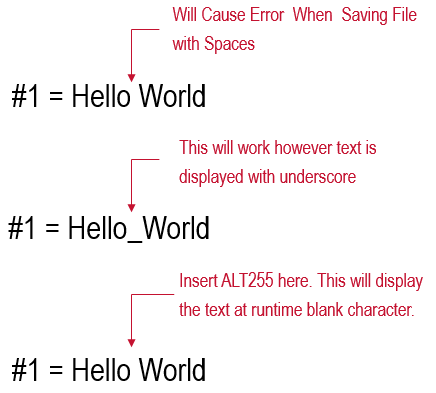 Will Cause Error When Saving File
with Spaces
#1 = Hello World
This will work however text is
displayed with underscore
#1 = Hello_World
Insert ALT255 here. This will display
the text at runtime blank character.
#1 = Hello World